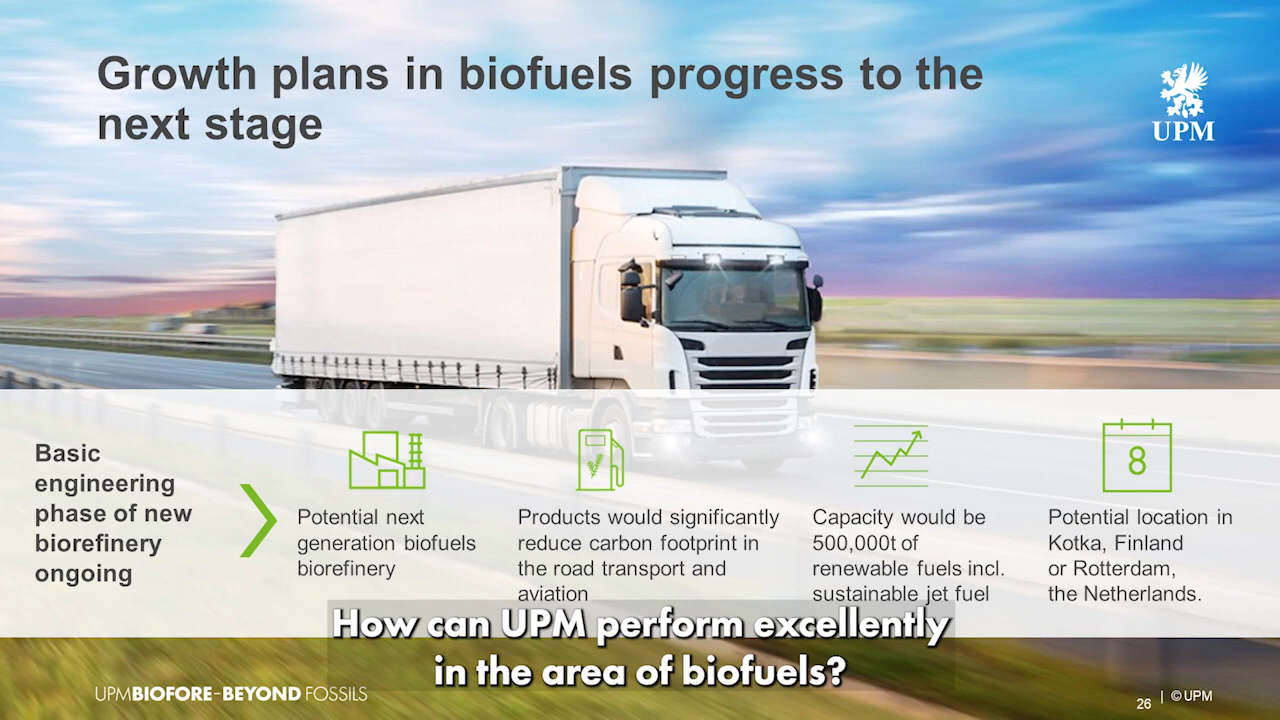 Growth plans in biofuels progress to the
next stage
UPM
Basic
engineering
phase of new
biorefinery
ongoing
Potential next
generation biofuels
biorefinery
Products would significantly
reduce carbon footprint in
the road transport and
aviation
Capacity would be
500,000t of
renewable fuels incl.
sustainable jet fuel
8
Potential location in
Kotka, Finland
or Rotterdam,
the Netherlands.
How can UPM perform excellently
in the area of biofuels?
UPMBIOFORE–BEYOND FOSSILS
26 | © UPM